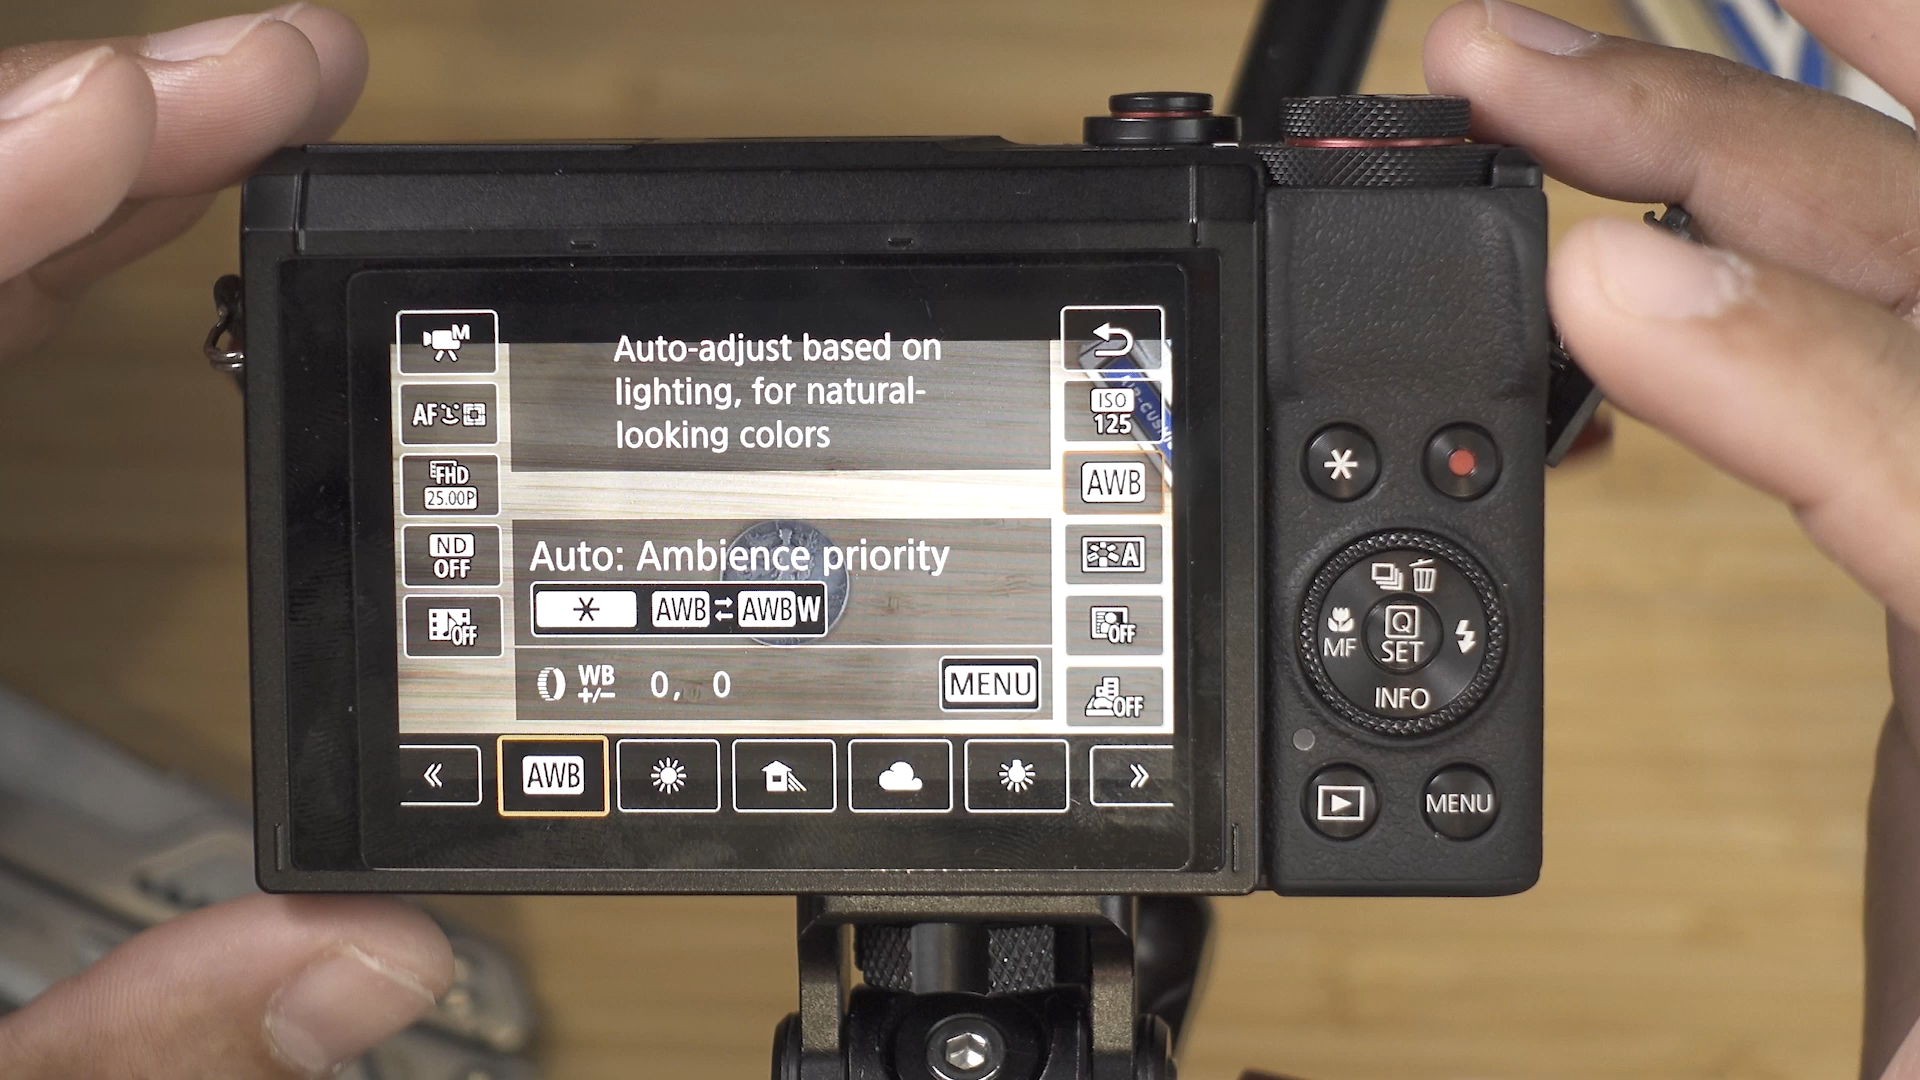 M
Auto-adjust based on
lighting, for natural-
looking colors
AF
ISO
125
FHD
25.00P
AWB
ND
OFF
Auto: Ambience priority
A
* AWB AWBW
OFF
OFF
WB
+/-
0, 0
MENU
OFF
AWB
*
MF
Q
SET
INFO
MENU